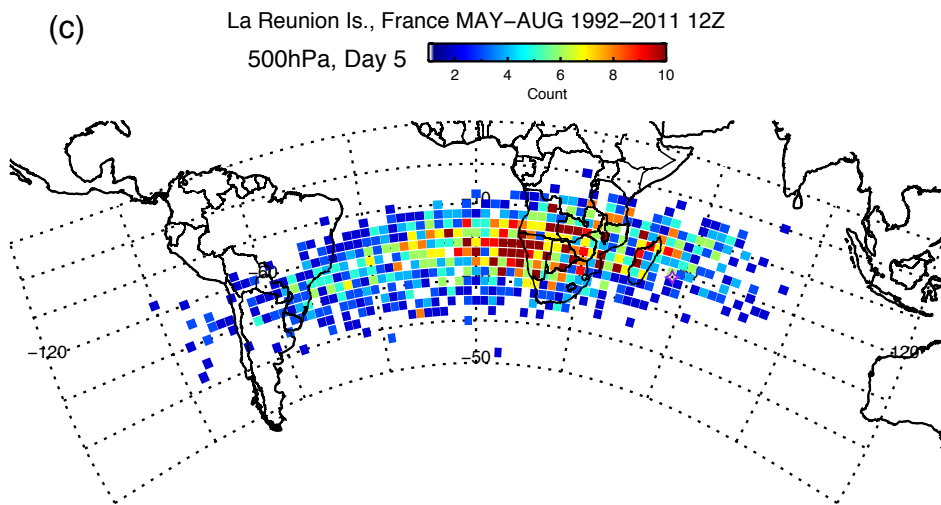 (c)
La Reunion Is., France MAY−AUG 1992−2011 12Z
500hPa, Day 5
2 4 6 8 10
Count
−120
−50
120